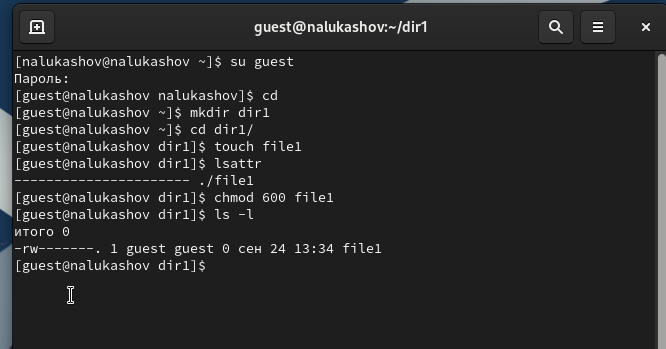 guest@nalukashov:~/dir1
[nalukashov@nalukashov ~]$ su guest
Пароль:
[guest@nalukashov nalukashov]$ cd
[guest@nalukashov ~]$ mkdir dir1
[guest@nalukashov ~]$ cd dir1/
[guest@nalukashov dir1]$ touch file1
[guest@nalukashov dir1]$ lsattr
---------------------- ./file1
[guest@nalukashov dir1]$ chmod 600 file1
[guest@nalukashov dir1]$ ls -l
итого 0
-rw-------. 1 guest guest 0 сен 24 13:34 file1
[guest@nalukashov dir1]$